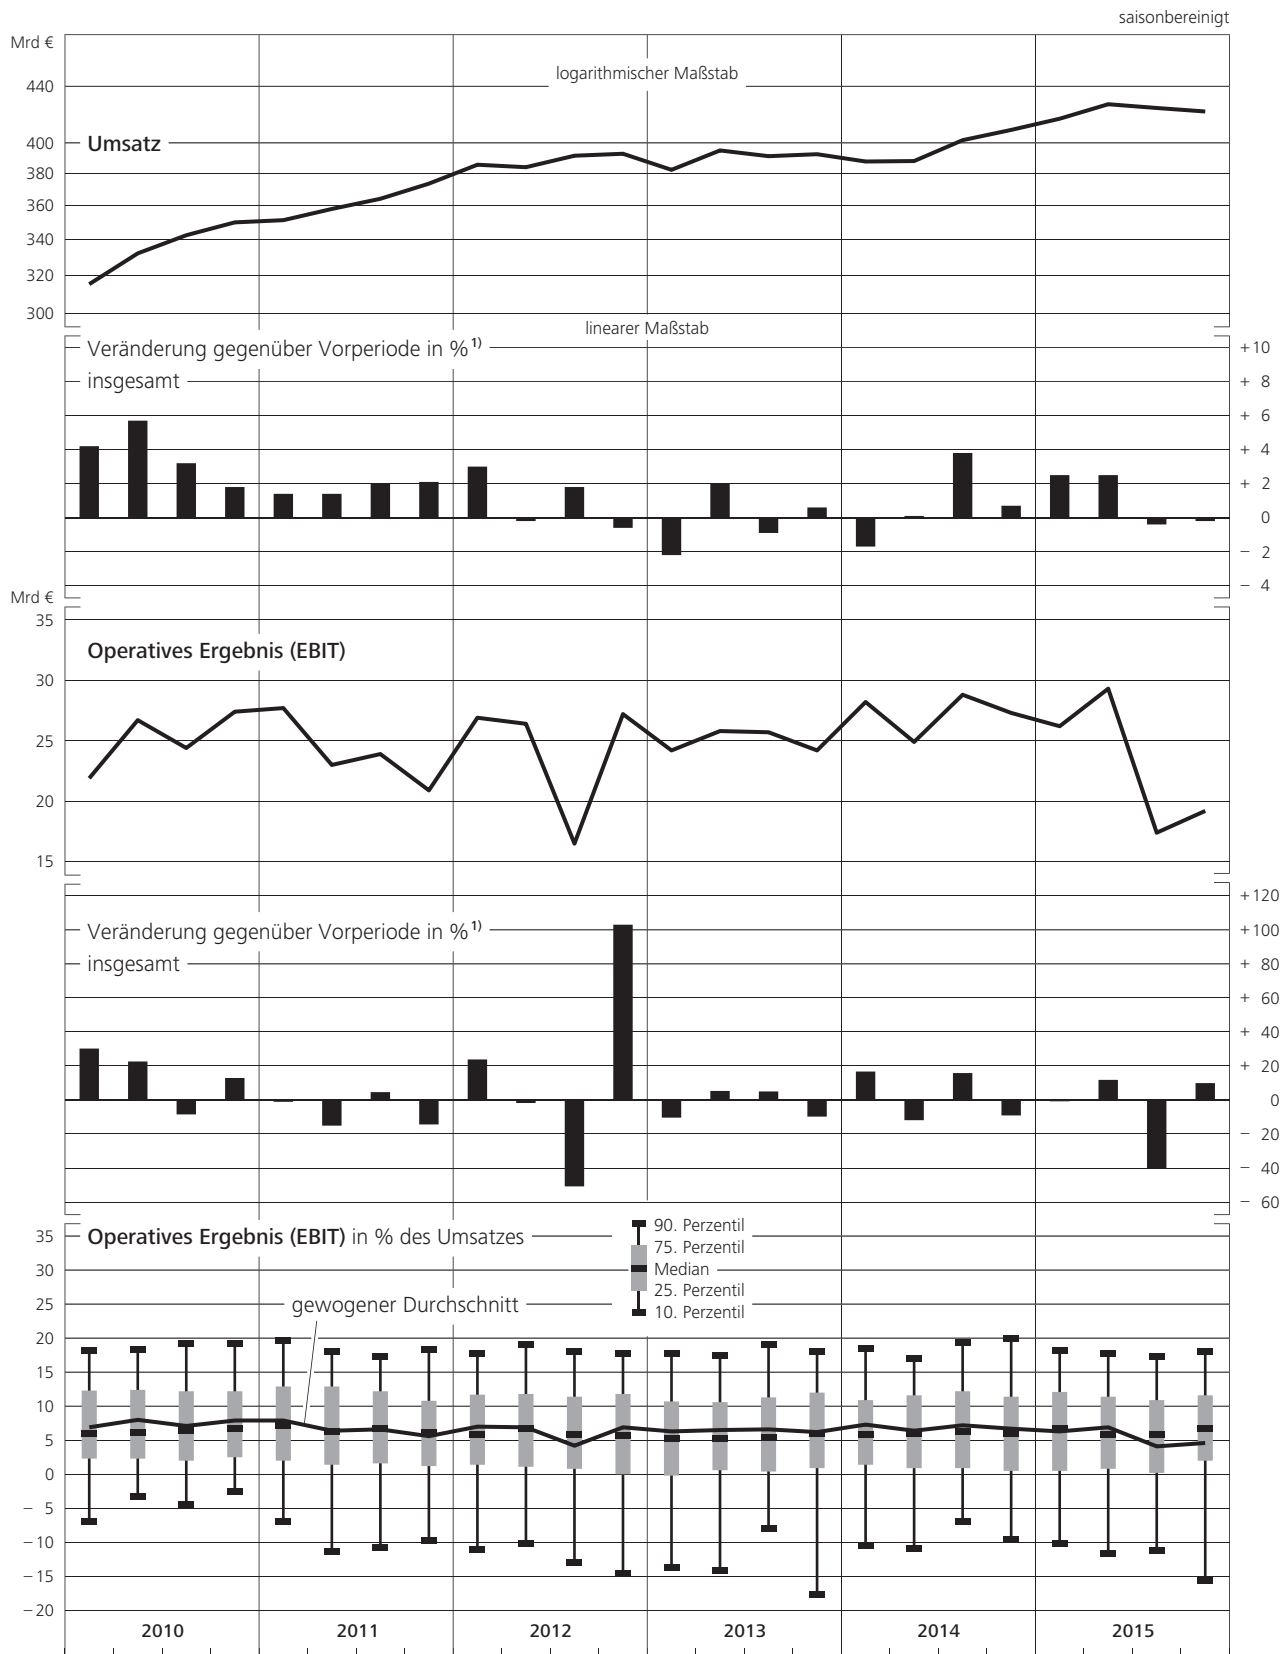 saisonbereinigt
Mrd €
logarithmischer Maßstab
440
Umsatz
400
380
360
340
320
300
linearer Maßstab
Veränderung gegenüber Vorperiode in %¹⁾
insgesamt
+10
+ 8
+ 6
+ 4
+ 2
0
− 2
− 4
Mrd €
35
Operatives Ergebnis (EBIT)
30
25
20
15
Veränderung gegenüber Vorperiode in %¹⁾
insgesamt
+120
+100
+ 80
+ 60
+ 40
+ 20
0
− 20
− 40
− 60
Operatives Ergebnis (EBIT) in % des Umsatzes
90. Perzentil
75. Perzentil
Median
25. Perzentil
10. Perzentil
gewogener Durchschnitt
35
30
25
20
15
10
5
0
− 5
−10
−15
−20
2010 2011 2012 2013 2014 2015